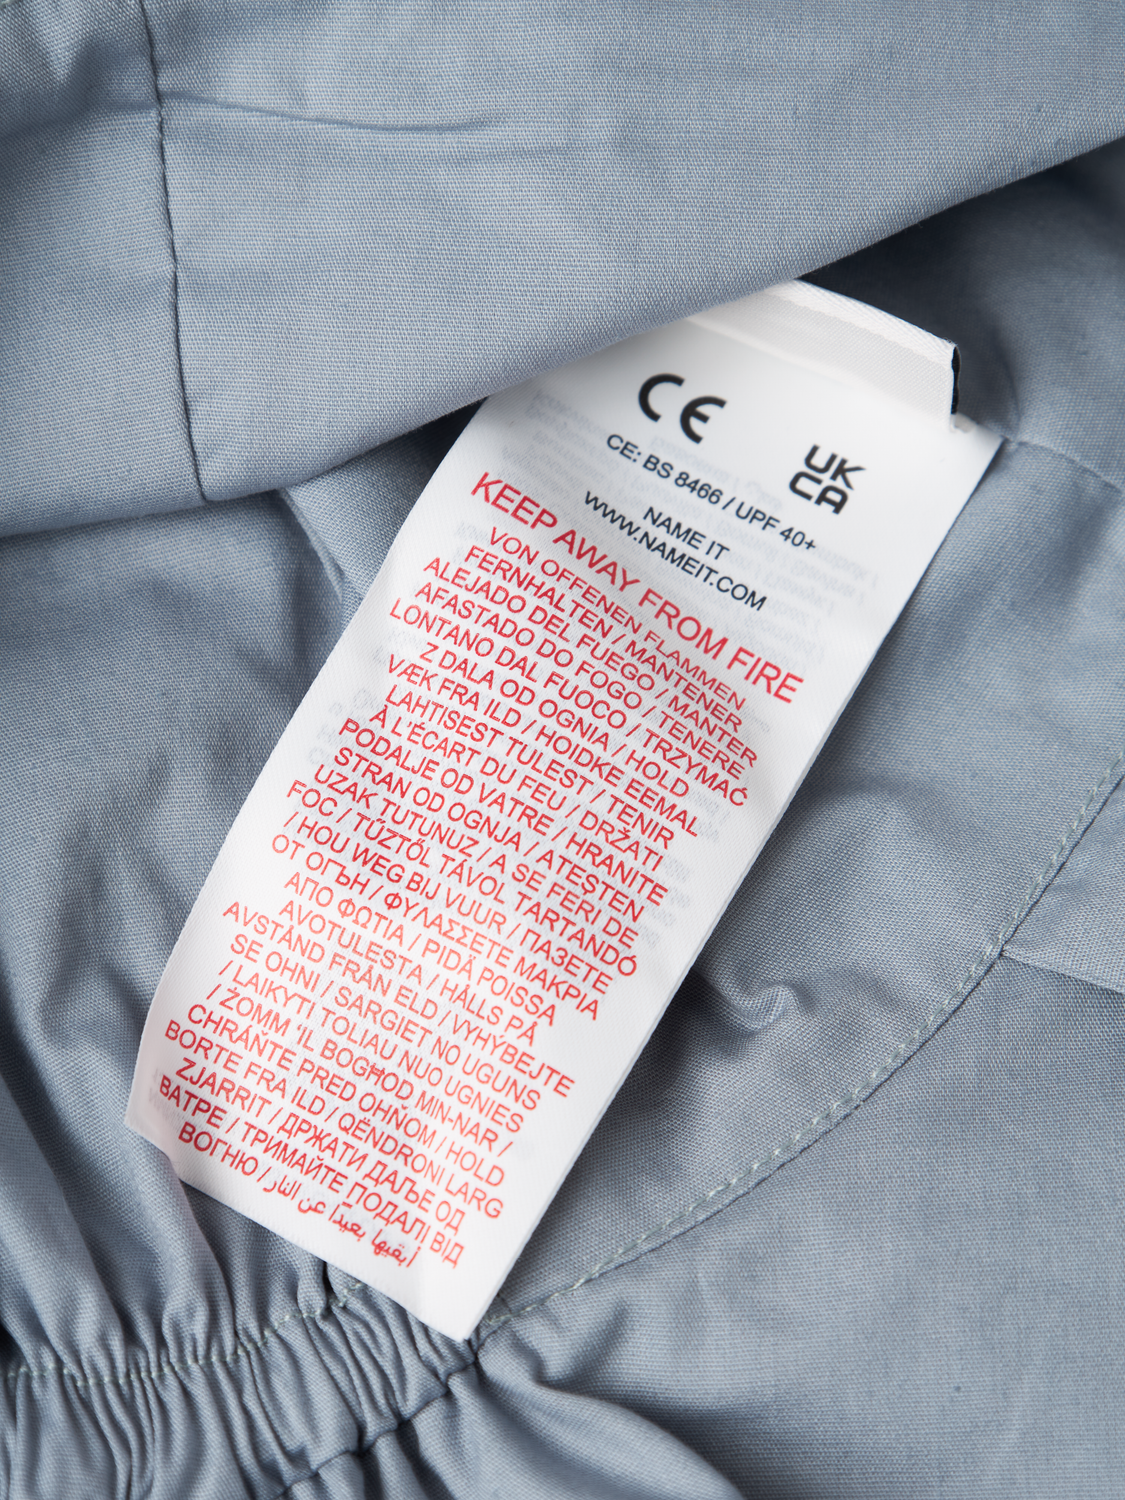 CE
UK
CA
CE: BS 8466 / UPF 40+
NAME IT
WWW.NAMEIT.COM
KEEP AWAY FROM FIRE
VON OFFENEN FLAMMEN
FERNHALTEN / MANTENER
ALEJADO DEL FUEGO / MANTER
AFASTADO DO FOGO / TENERE
LONTANO DAL FUOCO / TRZYMAĆ
Z DALA OD OGNIA / HOLD
VÆK FRA ILD / HOIDKE EEMAL
LAHTISEST TULEST / TENIR
À L'ÉCART DU FEU / DRŽATI
PODALJE OD VATRE / HRANITE
STRAN OD OGNJA / ATEŞTEN
UZAK TUTUNUZ / A SE FERI DE
FOC / TŰZTŐL TÁVOL TARTANDÓ
/ HOU WEG BIJ VUUR / ПАЗЕТЕ
ОТ ОГЪН / ΦΥΛΑΣΣΕΤΕ ΜΑΚΡΙΑ
ΑΠΟ ΦΩΤΙΑ / PIDÄ POISSA
AVOTULESTA / HÅLLS PÅ
AVSTÅND FRÅN ELD / VYHÝBEJTE
SE OHNI / SARGIET NO UGUNS
/ LAIKYTI TOLIAU NUO UGNIES
/ ŻOMM 'IL BOGĦOD MIN-NAR /
CHRÁŇTE PRED OHŇOM / HOLD
BORTE FRA ILD / QËNDRONI LARG
ZJARRIT / ДРЖАТИ ДАЉЕ ОД
ВАТРЕ / ТРИМАЙТЕ ПОДАЛІ ВІД
ВОГНЮ / أبقيها بعيدًا عن النار